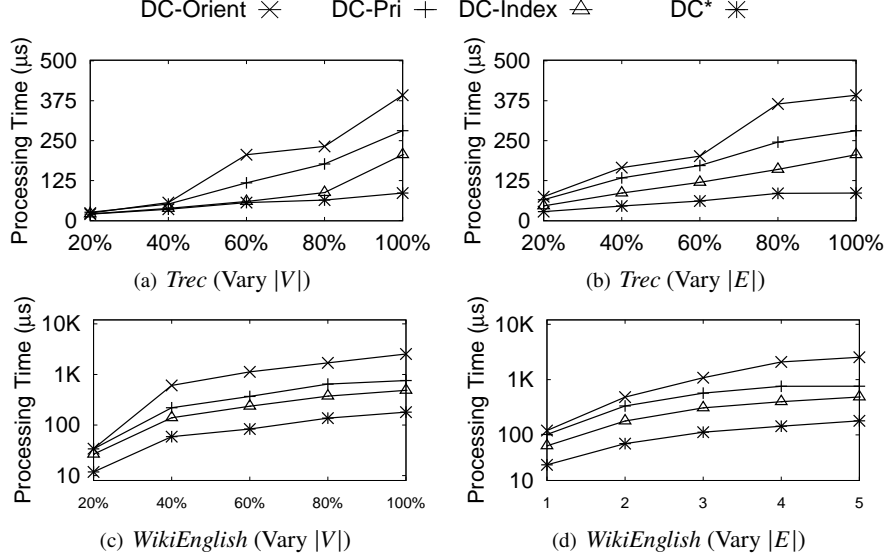 DC-Orient DC-Pri DC-Index DC*
Processing Time (μs)
500
375
250
125
0
20% 40% 60% 80% 100%
(a) Trec (Vary |V|)
Processing Time (μs)
500
375
250
125
0
20% 40% 60% 80% 100%
(b) Trec (Vary |E|)
Processing Time (μs)
10K
1K
100
10
20% 40% 60% 80% 100%
(c) WikiEnglish (Vary |V|)
Processing Time (μs)
10K
1K
100
10
1 2 3 4 5
(d) WikiEnglish (Vary |E|)